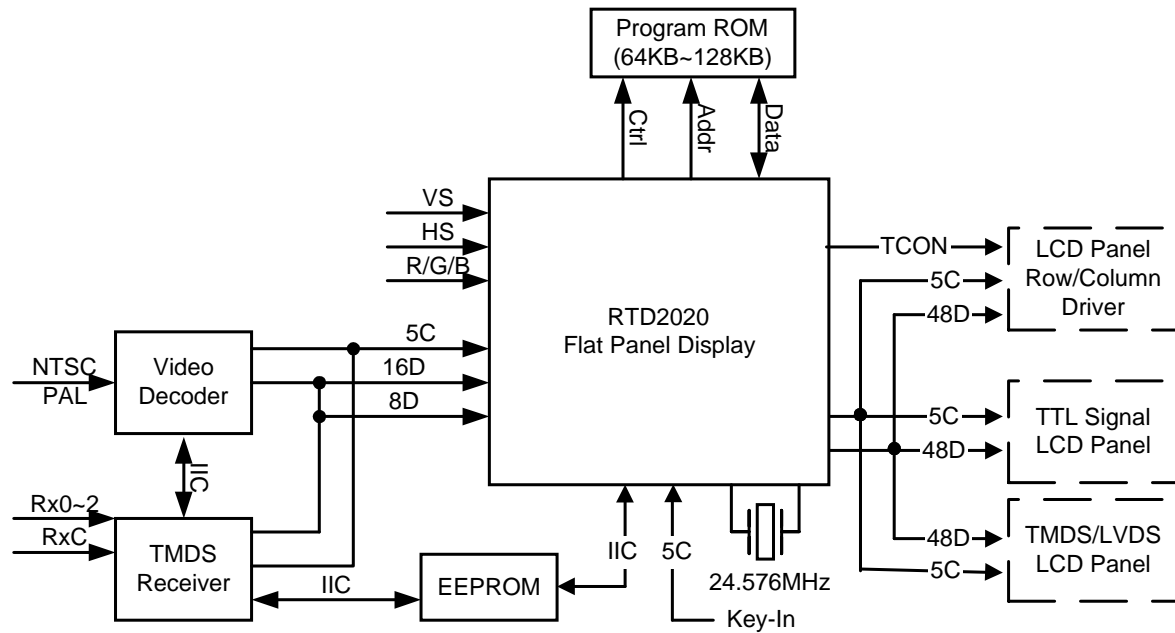 Program ROM
(64KB~128KB)
Ctrl
Addr
Data
VS
HS
R/G/B
RTD2020
Flat Panel Display
TCON
5C
48D
LCD Panel
Row/Column
Driver
NTSC
PAL
Video
Decoder
5C
16D
8D
5C
48D
TTL Signal
LCD Panel
IIC
Rx0~2
RxC
TMDS
Receiver
IIC
EEPROM
IIC
5C
24.576MHz
Key-In
48D
5C
TMDS/LVDS
LCD Panel